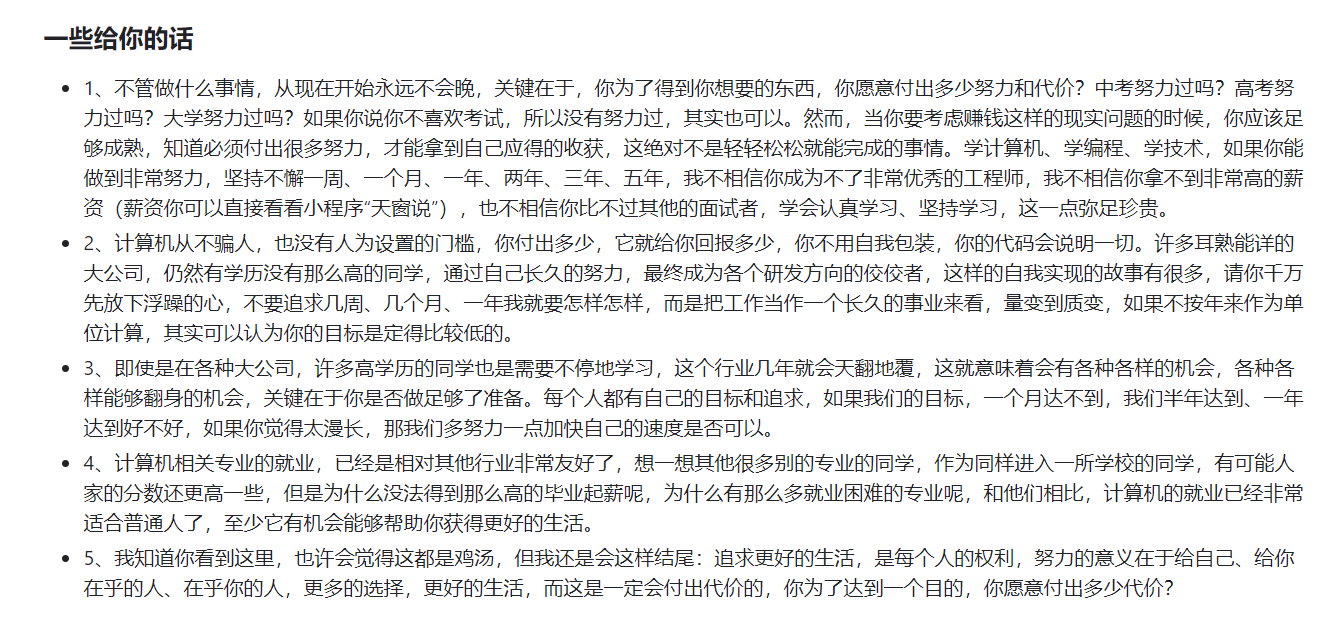 一些给你的话
1、不管做什么事情，从现在开始永远不会晚，关键在于，你为了得到你想要的东西，你愿意付出多少努力和代价？中考努力过吗？高考努
力过吗？大学努力过吗？如果你说你不喜欢考试，所以没有努力过，其实也可以。然而，当你要考虑赚钱这样的现实问题的时候，你应该足
够成熟，知道必须付出很多努力，才能拿到自己应得的收获，这绝对不是轻轻松松就能完成的事情。学计算机、学编程、学技术，如果你能
做到非常努力，坚持不懈一周、一个月、一年、两年、三年、五年，我不相信你成为不了非常优秀的工程师，我不相信你拿不到非常高的薪
资（薪资你可以直接看看小程序“天窗说”），也不相信你比不过其他的面试者，学会认真学习、坚持学习，这一点弥足珍贵。
2、计算机从不骗人，也没有人为设置的门槛，你付出多少，它就给你回报多少，你不用自我包装，你的代码会说明一切。许多耳熟能详的
大公司，仍然有学历没有那么高的同学，通过自己长久的努力，最终成为各个研发方向的佼佼者，这样的自我实现的故事有很多，请你千万
先放下浮躁的心，不要追求几周、几个月、一年我就要怎样怎样，而是把工作当作一个长久的事业来看，量变到质变，如果不按年来作为单
位计算，其实可以认为你的目标是定得比较低的。
3、即使是在各种大公司，许多高学历的同学也是需要不停地学习，这个行业几年就会天翻地覆，这就意味着会有各种各样的机会，各种各
样能够翻身的机会，关键在于你是否做足够了准备。每个人都有自己的目标和追求，如果我们的目标，一个月达不到，我们半年达到、一年
达到好不好，如果你觉得太漫长，那我们多努力一点加快自己的速度是否可以。
4、计算机相关专业的就业，已经是相对其他行业非常友好了，想一想其他很多别的专业的同学，作为同样进入一所学校的同学，有可能人
家的分数还更高一些，但是为什么没法得到那么高的毕业起薪呢，为什么有那么多就业困难的专业呢，和他们相比，计算机的就业已经非常
适合普通人了，至少它有机会能够帮助你获得更好的生活。
5、我知道你看到这里，也许会觉得这都是鸡汤，但我还是会这样结尾：追求更好的生活，是每个人的权利，努力的意义在于给自己、给你
在乎的人、在乎你的人，更多的选择，更好的生活，而这是一定会付出代价的，你为了达到一个目的，你愿意付出多少代价？